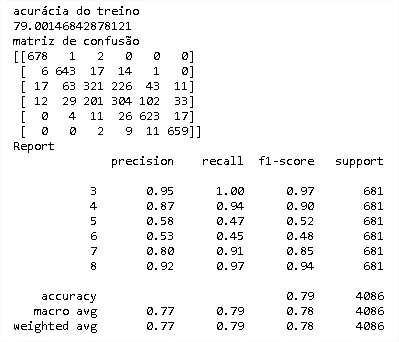 acurácia do treino
79.00146842878121
matriz de confusão
[[678 1 2 0 0 0]
[ 6 643 17 14 1 0]
[ 17 63 321 226 43 11]
[ 12 29 201 304 102 33]
[ 0 4 11 26 623 17]
[ 0 0 2 9 11 659]]
Report
precision recall f1-score support
3 0.95 1.00 0.97 681
4 0.87 0.94 0.90 681
5 0.58 0.47 0.52 681
6 0.53 0.45 0.48 681
7 0.80 0.91 0.85 681
8 0.92 0.97 0.94 681
accuracy 0.79 4086
macro avg 0.77 0.79 0.78 4086
weighted avg 0.77 0.79 0.78 4086